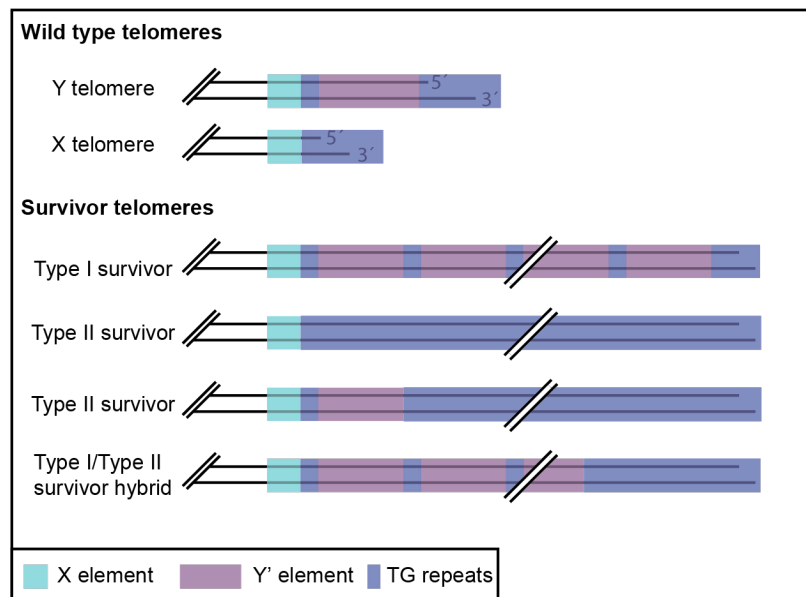 Wild type telomeres
Y telomere
5´
3´
X telomere
5´
3´
Survivor telomeres
Type I survivor
Type II survivor
Type II survivor
Type I/Type II
survivor hybrid
X element
Y’ element
TG repeats